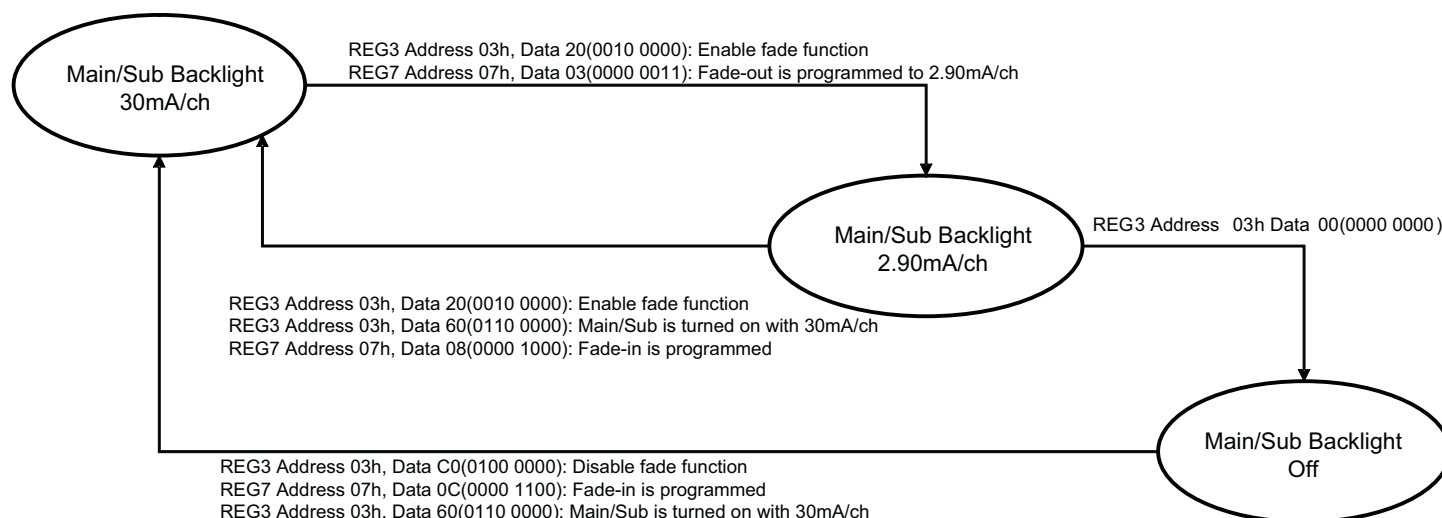 Main/Sub Backlight
30mA/ch
REG3 Address 03h, Data 20(0010 0000): Enable fade function
REG7 Address 07h, Data 03(0000 0011): Fade-out is programmed to 2.90mA/ch
Main/Sub Backlight
2.90mA/ch
REG3 Address 03h Data 00(0000 0000)
REG3 Address 03h, Data 20(0010 0000): Enable fade function
REG3 Address 03h, Data 60(0110 0000): Main/Sub is turned on with 30mA/ch
REG7 Address 07h, Data 08(0000 1000): Fade-in is programmed
Main/Sub Backlight
Off
REG3 Address 03h, Data C0(0100 0000): Disable fade function
REG7 Address 07h, Data 0C(0000 1100): Fade-in is programmed
REG3 Address 03h, Data 60(0110 0000): Main/Sub is turned on with 30mA/ch